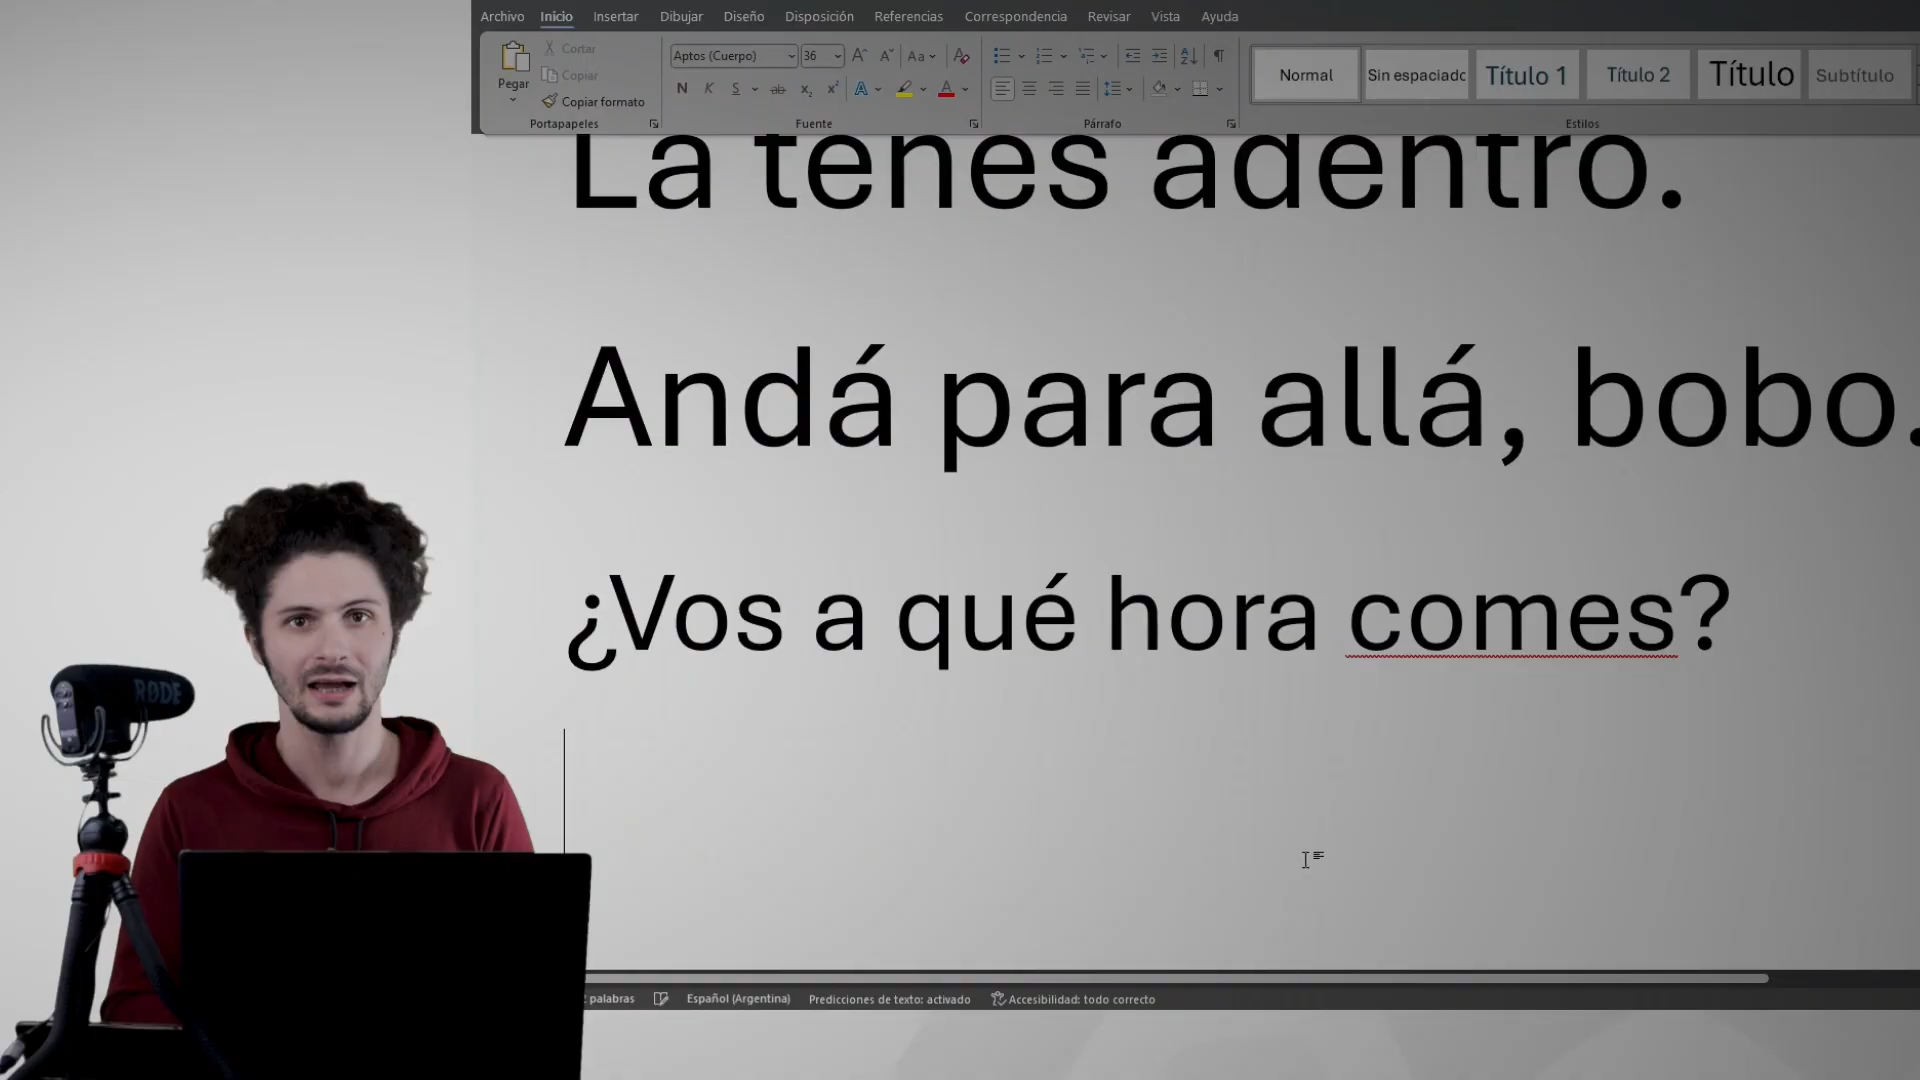 Archivo Inicio Insertar Dibujar Diseño Disposición Referencias Correspondencia Revisar Vista Ayuda
Pegar
Cortar
Copiar
Copiar formato
Portapapeles
Aptos (Cuerpo) 36
Fuente
Párrafo
Normal Sin espaciado Título 1 Título 2 Título Subtítulo
Estilos
La tenes adentro.
Andá para allá, bobo.
¿Vos a qué hora comes?
RØDE
palabras Español (Argentina) Predicciones de texto: activado Accesibilidad: todo correcto